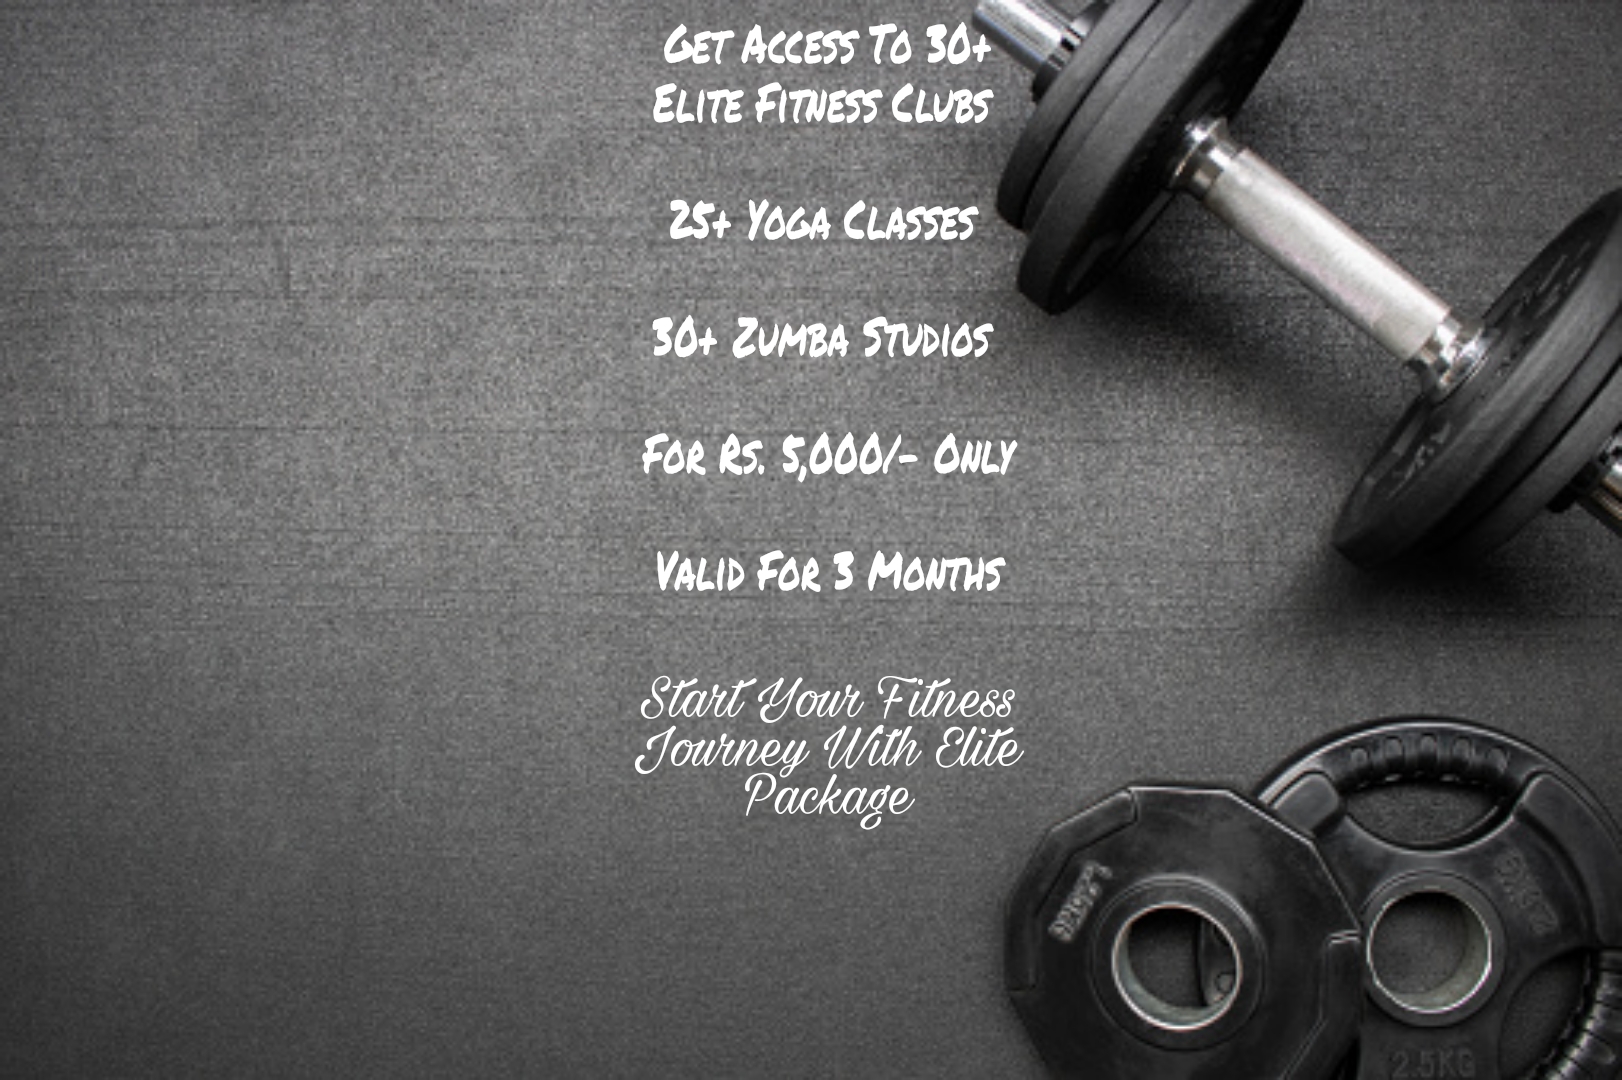 Get Access To 30+
Elite Fitness Clubs
25+ Yoga Classes
30+ Zumba Studios
For Rs. 5,000/- Only
Valid For 3 Months
Start Your Fitness
Journey With Elite
Package
2.5KG